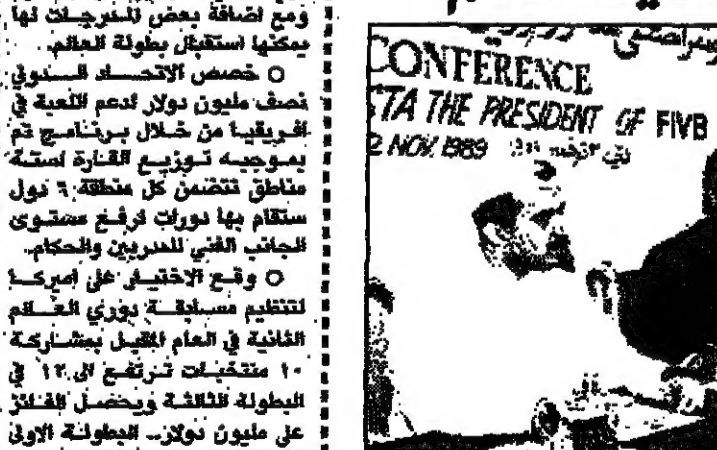 ومع اضافة بعض المدرجات لها
يمكنها استقبال بطولة العالم.
○ خصص الاتحاد الدولي
نصف مليون دولار لدعم اللعبة في
افريقيا من خلال برنامج تم
بموجبه توزيع القارة لستة
مناطق تتضمن كل منطقة ٦ دول
ستقام بها دورات لرفع مستوى
الجانب الفني للمدربين والحكام.
○ وقع الاختيار على اميركا
لتنظيم مسابقة دوري العالم
الثانية في العام المقبل بمشاركة
١٠ منتخبات ترتفع الى ١٢ في
البطولة الثالثة ويحصل الفائز
على مليون دولار.. البطولة الاولى
CONFERENCE
STA THE PRESIDENT OF FIVB
2 NOV. 1989